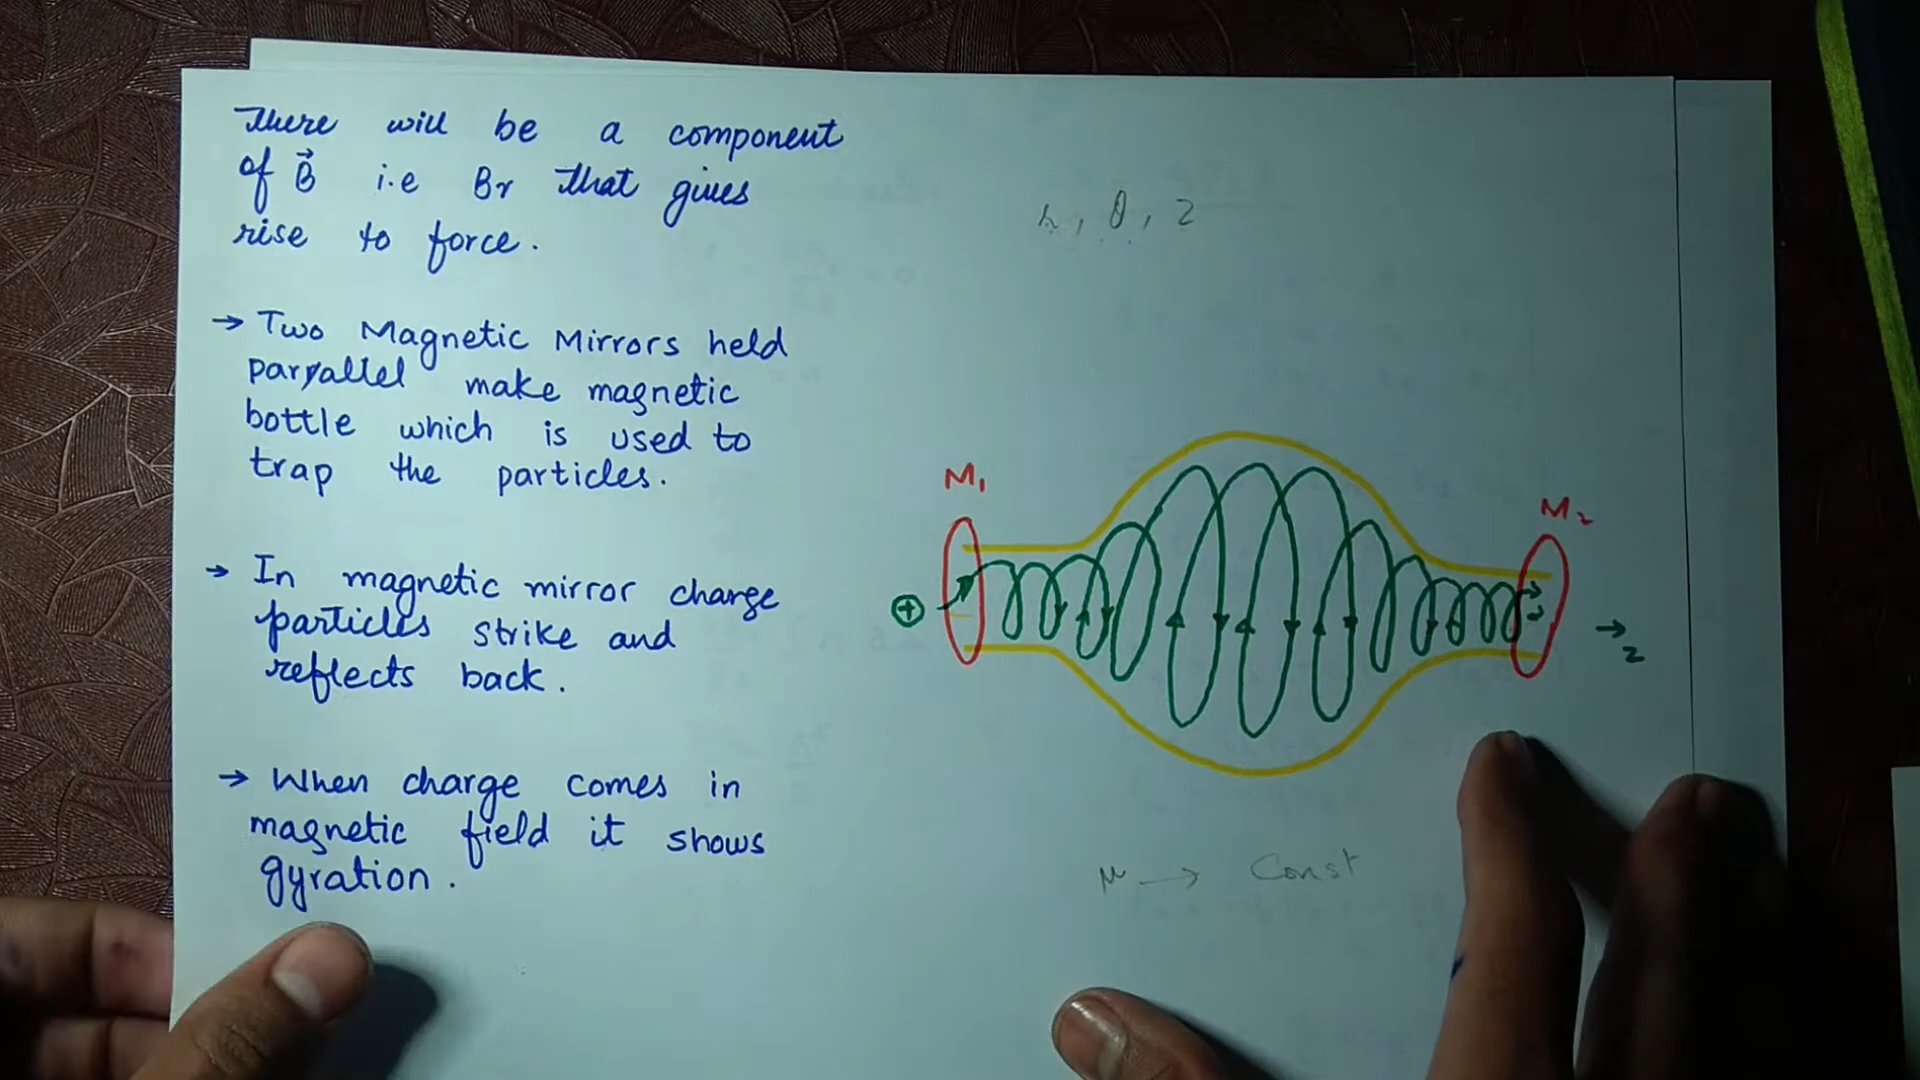 There will be a component
of B⃗ i.e Br that gives
rise to force.
→ Two Magnetic Mirrors held
parallel make magnetic
bottle which is used to
trap the particles.
→ In magnetic mirror charge
particles strike and
reflects back.
→ When charge comes in
magnetic field it shows
gyration.
r, θ, z
M₁
M₂
+
→ z
μ → Const